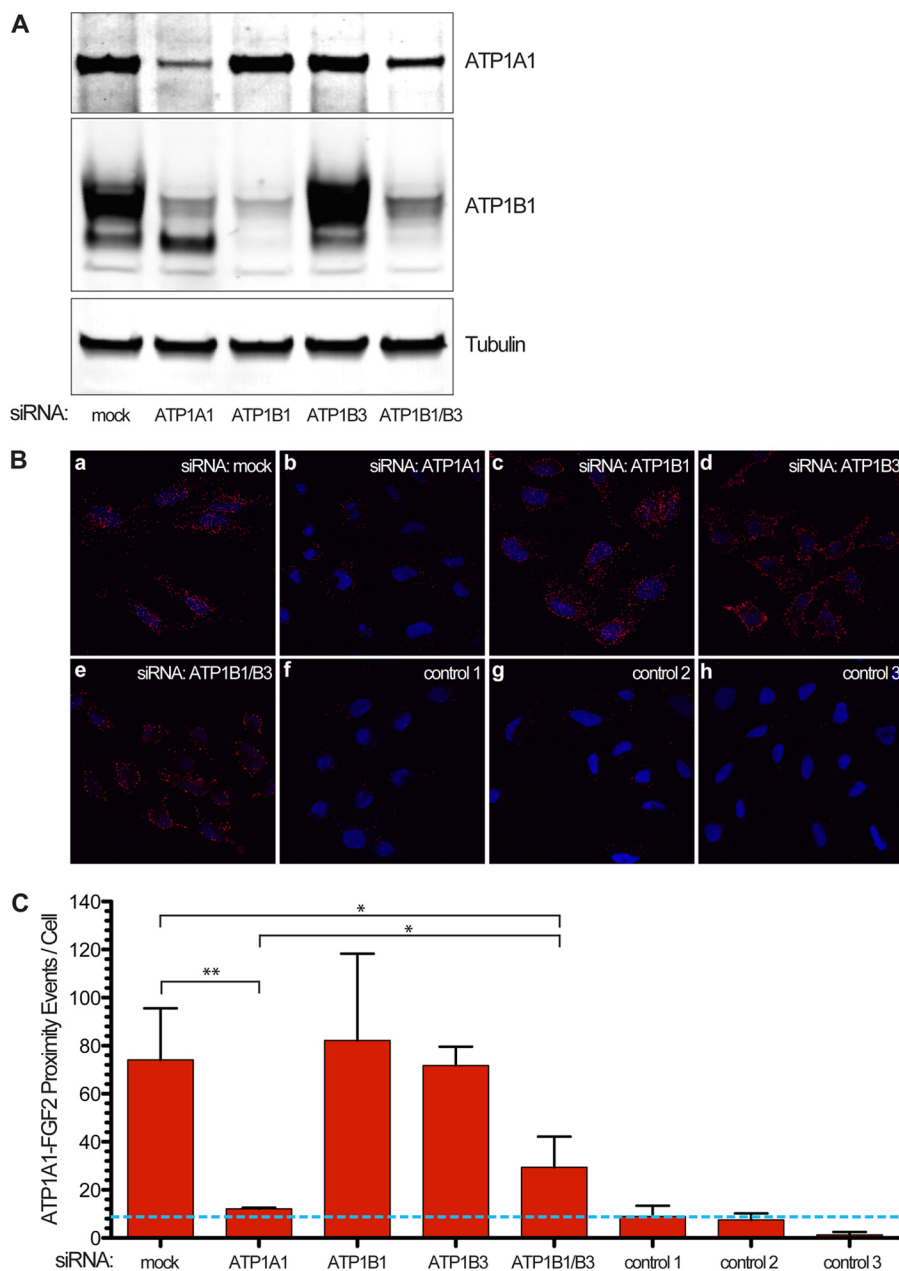 A
ATP1A1
ATP1B1
Tubulin
siRNA: mock ATP1A1 ATP1B1 ATP1B3 ATP1B1/B3
B
a siRNA: mock b siRNA: ATP1A1 c siRNA: ATP1B1 d siRNA: ATP1B3
e siRNA: ATP1B1/B3 f control 1 g control 2 h control 3
C
ATP1A1-FGF2 Proximity Events / Cell
140
120
100
80
60
40
20
0
*
*
**
siRNA: mock ATP1A1 ATP1B1 ATP1B3 ATP1B1/B3 control 1 control 2 control 3